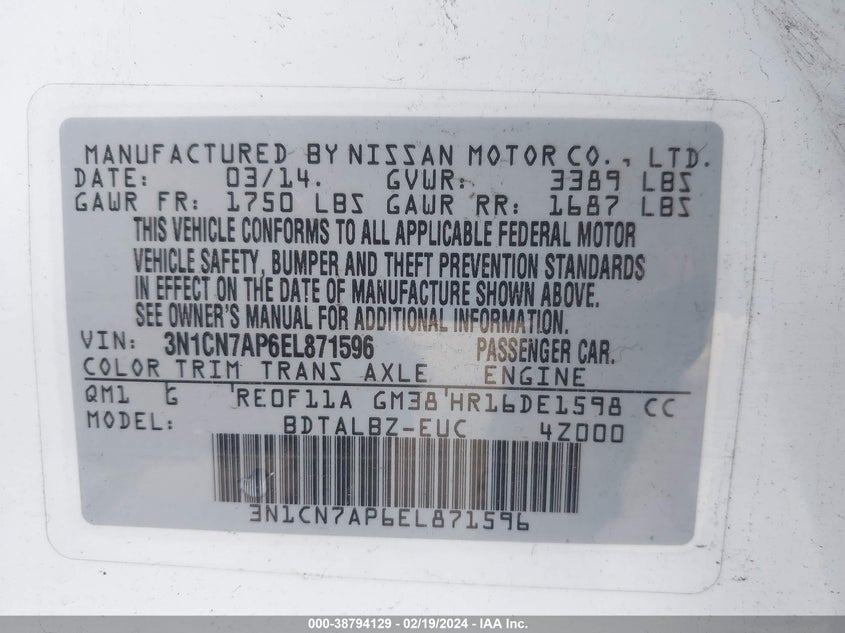 MANUFACTURED BY NISSAN MOTOR CO., LTD.
DATE: 03/14. GVWR: 3389 LBS
GAWR FR: 1750 LBS GAWR RR: 1687 LBS
THIS VEHICLE CONFORMS TO ALL APPLICABLE FEDERAL MOTOR
VEHICLE SAFETY, BUMPER AND THEFT PREVENTION STANDARDS
IN EFFECT ON THE DATE OF MANUFACTURE SHOWN ABOVE.
SEE OWNER'S MANUAL FOR ADDITIONAL INFORMATION.
VIN: 3N1CN7AP6EL871596 PASSENGER CAR.
COLOR TRIM TRANS AXLE ENGINE
QM1 G RE0F11A GM38 HR16DE1598 CC
MODEL: BDTALBZ-EUC 4Z000
3N1CN7AP6EL871596
000-38794129 - 02/19/2024 - IAA Inc.